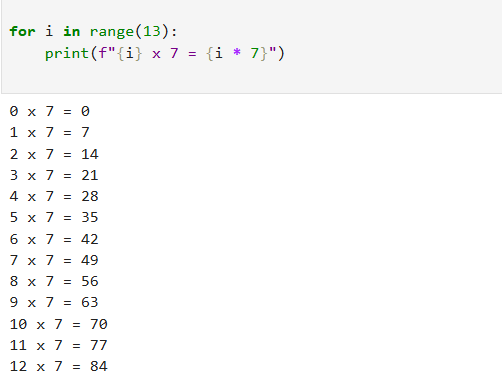 for i in range(13):
    print(f"{i} x 7 = {i * 7}")
0 x 7 = 0
1 x 7 = 7
2 x 7 = 14
3 x 7 = 21
4 x 7 = 28
5 x 7 = 35
6 x 7 = 42
7 x 7 = 49
8 x 7 = 56
9 x 7 = 63
10 x 7 = 70
11 x 7 = 77
12 x 7 = 84